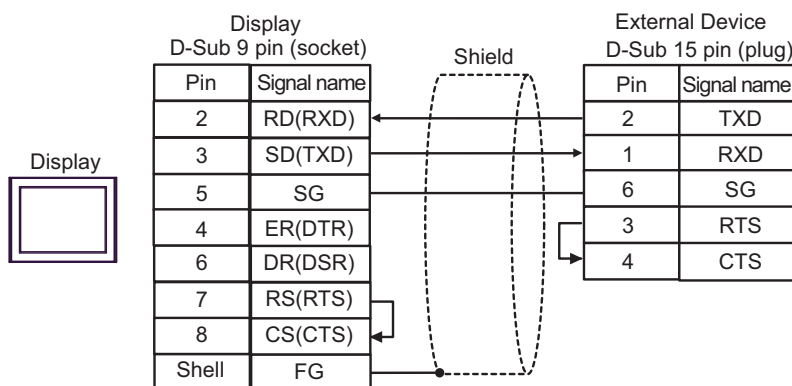 Display
D-Sub 9 pin (socket)
Shield
External Device
D-Sub 15 pin (plug)
Display
Pin Signal name
2 RD(RXD)
3 SD(TXD)
5 SG
4 ER(DTR)
6 DR(DSR)
7 RS(RTS)
8 CS(CTS)
Shell FG
Pin Signal name
2 TXD
1 RXD
6 SG
3 RTS
4 CTS